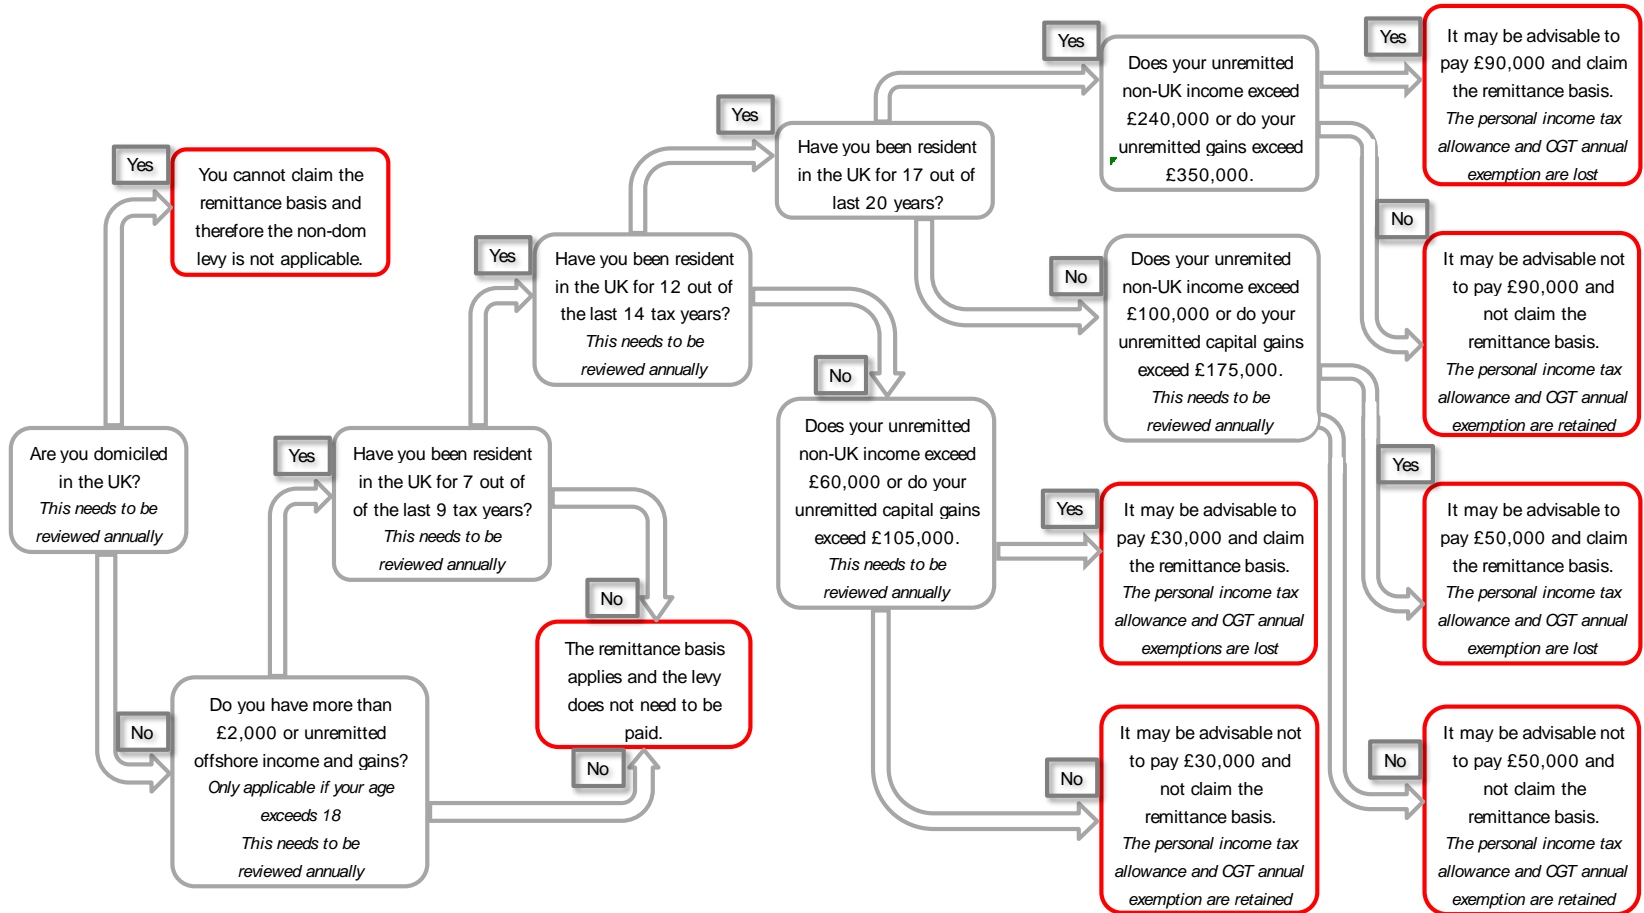 Are you domiciled
in the UK?
This needs to be
reviewed annually
Yes
You cannot claim the
remittance basis and
therefore the non-dom
levy is not applicable.
No
Do you have more than
£2,000 or unremitted
offshore income and gains?
Only applicable if your age
exceeds 18
This needs to be
reviewed annually
Yes
Have you been resident
in the UK for 7 out of
of the last 9 tax years?
This needs to be
reviewed annually
No
No
The remittance basis
applies and the levy
does not need to be
paid.
Yes
Have you been resident
in the UK for 12 out of
the last 14 tax years?
This needs to be
reviewed annually
Yes
Have you been resident
in the UK for 17 out of
last 20 years?
No
Does your unremitted
non-UK income exceed
£60,000 or do your
unremitted capital gains
exceed £105,000.
This needs to be
reviewed annually
Yes
Does your unremitted
non-UK income exceed
£240,000 or do your
unremitted gains exceed
£350,000.
No
Does your unremited
non-UK income exceed
£100,000 or do your
unremitted capital gains
exceed £175,000.
This needs to be
reviewed annually
Yes
It may be advisable to
pay £30,000 and claim
the remittance basis.
The personal income tax
allowance and CGT annual
exemptions are lost
No
It may be advisable not
to pay £30,000 and
not claim the
remittance basis.
The personal income tax
allowance and CGT annual
exemption are retained
Yes
It may be advisable to
pay £90,000 and claim
the remittance basis.
The personal income tax
allowance and CGT annual
exemption are lost
No
It may be advisable not
to pay £90,000 and
not claim the
remittance basis.
The personal income tax
allowance and CGT annual
exemption are retained
Yes
It may be advisable to
pay £50,000 and claim
the remittance basis.
The personal income tax
allowance and CGT annual
exemption are lost
No
It may be advisable not
to pay £50,000 and
not claim the
remittance basis.
The personal income tax
allowance and CGT annual
exemption are retained